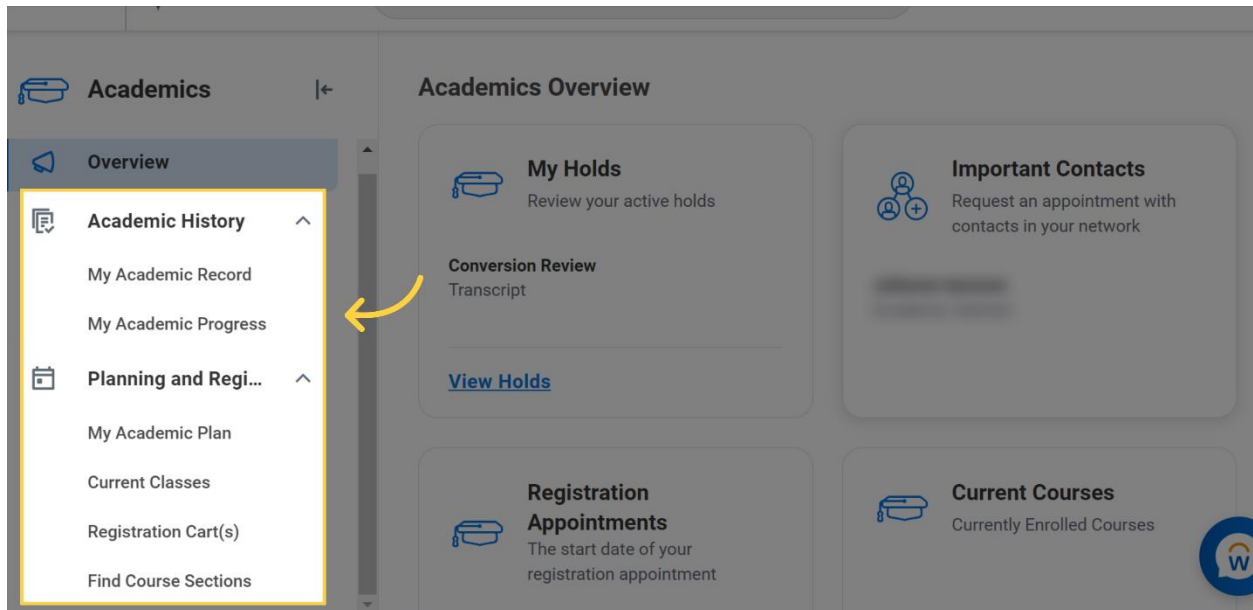 Academics
Overview
Academic History
My Academic Record
My Academic Progress
Planning and Regi...
My Academic Plan
Current Classes
Registration Cart(s)
Find Course Sections
Academics Overview
My Holds
Review your active holds
Conversion Review
Transcript
View Holds
Important Contacts
Request an appointment with
contacts in your network
Registration
Appointments
The start date of your
registration appointment
Current Courses
Currently Enrolled Courses
W